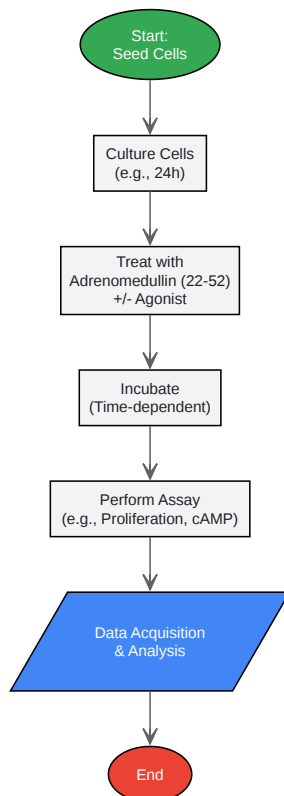 Start:
Seed Cells
Culture Cells
(e.g., 24h)
Treat with
Adrenomedullin (22-52)
+/- Agonist
Incubate
(Time-dependent)
Perform Assay
(e.g., Proliferation, cAMP)
Data Acquisition
& Analysis
End